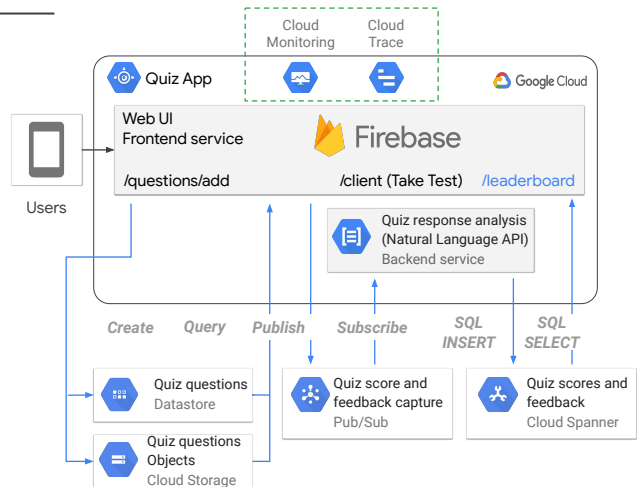 Cloud
Monitoring
Cloud
Trace
Quiz App
Google Cloud
Web UI
Frontend service
Firebase
/questions/add
/client (Take Test)
/leaderboard
Users
Quiz response analysis
(Natural Language API)
Backend service
Create
Query
Publish
Subscribe
SQL
INSERT
SQL
SELECT
Quiz questions
Datastore
Quiz score and
feedback capture
Pub/Sub
Quiz scores and
feedback
Cloud Spanner
Quiz questions
Objects
Cloud Storage